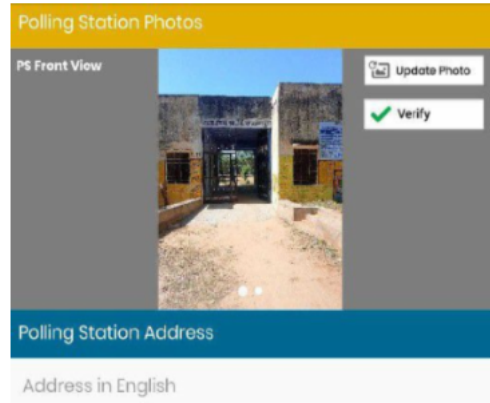 Polling Station Photos
PS Front View
Update Photo
Verify
Polling Station Address
Address in English